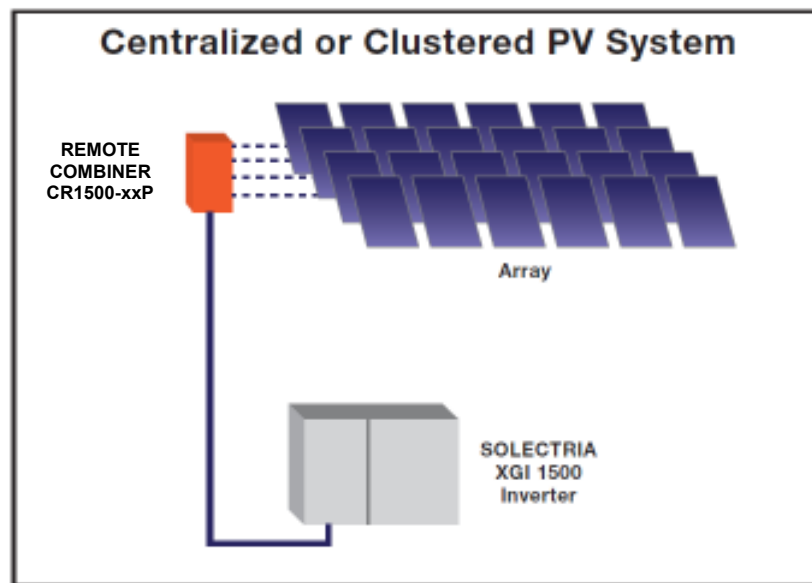 Centralized or Clustered PV System
REMOTE
COMBINER
CR1500-xxP
Array
SOLECTRIA
XGI 1500
Inverter